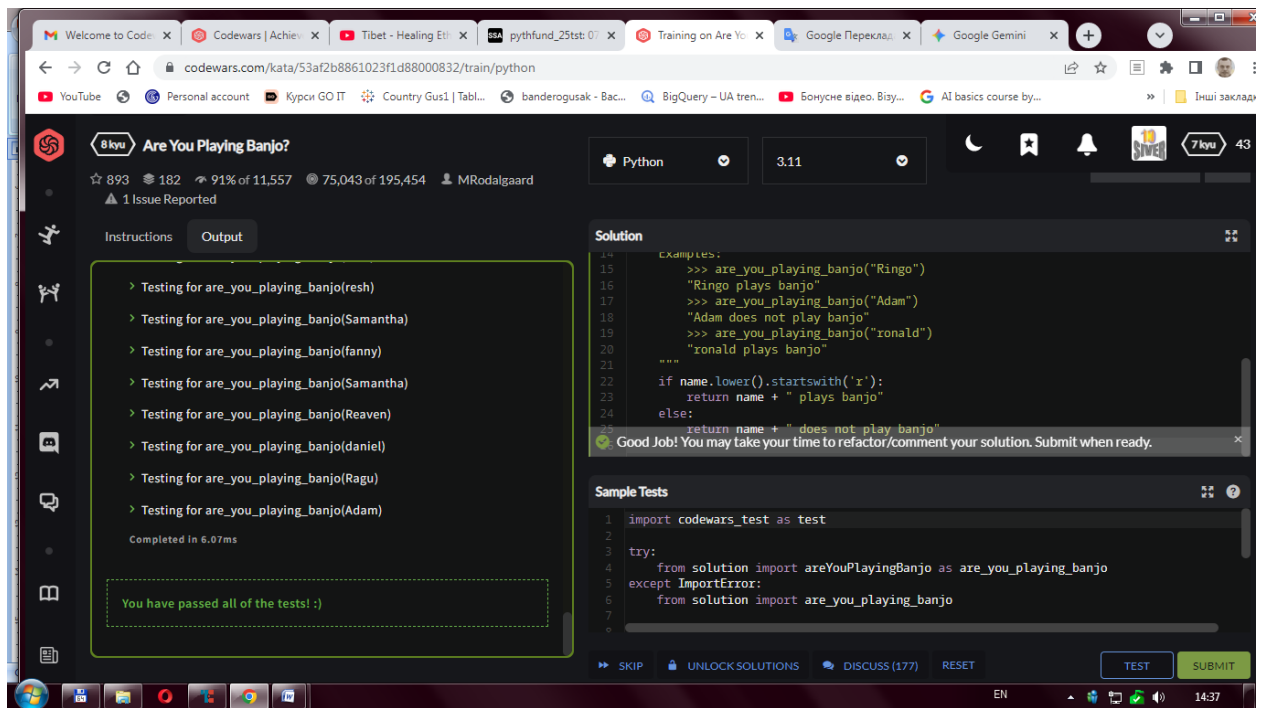 Welcome to Code
Codewars | Achiev
Tibet - Healing Eth
SSA pythfund_25tst: 07
Training on Are Yo
Google Переклад
Google Gemini
codewars.com/kata/53af2b8861023f1d88000832/train/python
YouTube
Personal account
Курси GO IT
Country Gus1 | Tabl...
banderogusak - Bac...
BigQuery – UA tren...
Бонусне відео. Візу...
AI basics course by...
»
Інші заклад
8 kyu Are You Playing Banjo?
893 182 91% of 11,557 75,043 of 195,454 MRodalgaard
1 Issue Reported
Python
3.11
SIVER
7 kyu 43
Instructions Output
Testing for are_you_playing_banjo(resh)
Testing for are_you_playing_banjo(Samantha)
Testing for are_you_playing_banjo(fanny)
Testing for are_you_playing_banjo(Samantha)
Testing for are_you_playing_banjo(Reaven)
Testing for are_you_playing_banjo(daniel)
Testing for are_you_playing_banjo(Ragu)
Testing for are_you_playing_banjo(Adam)
Completed in 6.07ms
You have passed all of the tests! :)
Solution
14 Examples:
15 >>> are_you_playing_banjo("Ringo")
16 "Ringo plays banjo"
17 >>> are_you_playing_banjo("Adam")
18 "Adam does not play banjo"
19 >>> are_you_playing_banjo("ronald")
20 "ronald plays banjo"
21 """
22 if name.lower().startswith('r'):
23 return name + " plays banjo"
24 else:
25 return name + " does not play banjo"
Good Job! You may take your time to refactor/comment your solution. Submit when ready.
Sample Tests
1 import codewars_test as test
2
3 try:
4 from solution import areYouPlayingBanjo as are_you_playing_banjo
5 except ImportError:
6 from solution import are_you_playing_banjo
7
SKIP UNLOCK SOLUTIONS DISCUSS (177) RESET TEST SUBMIT
EN 14:37